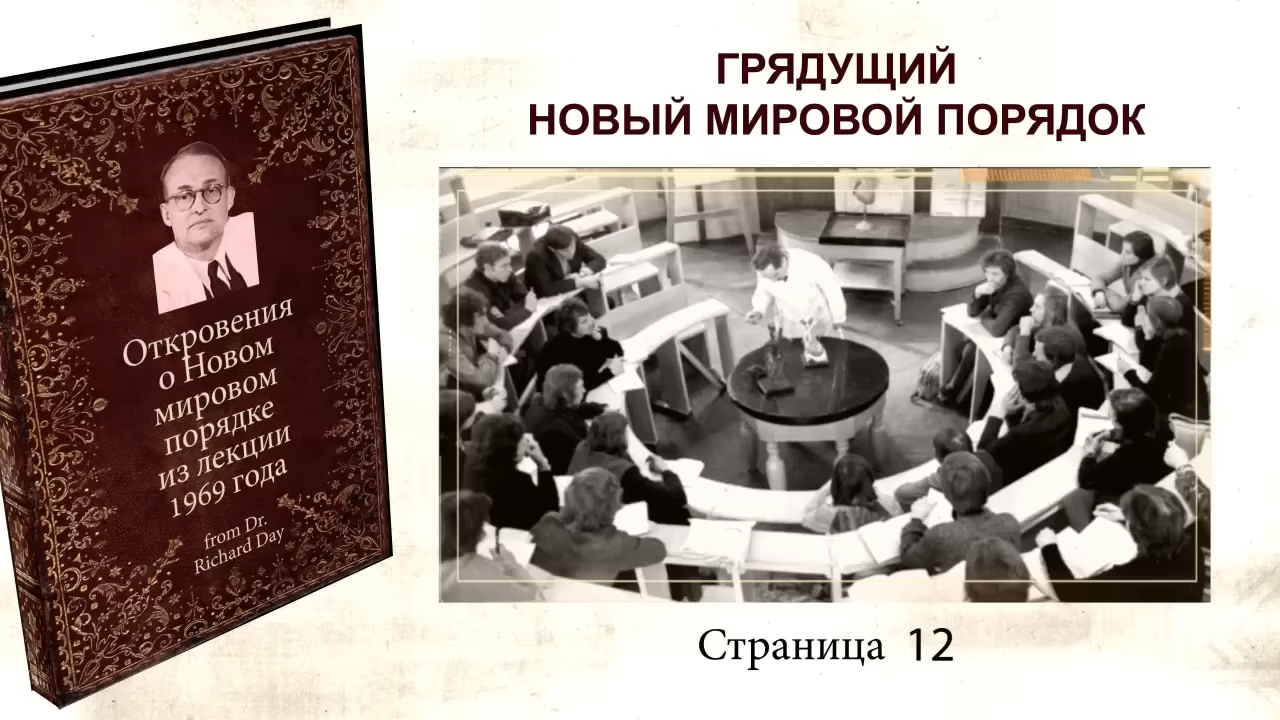 ГРЯДУЩИЙ
НОВЫЙ МИРОВОЙ ПОРЯДОК
Откровения
о Новом
мировом
порядке
из лекции
1969 года
from Dr.
Richard Day
Страница 12